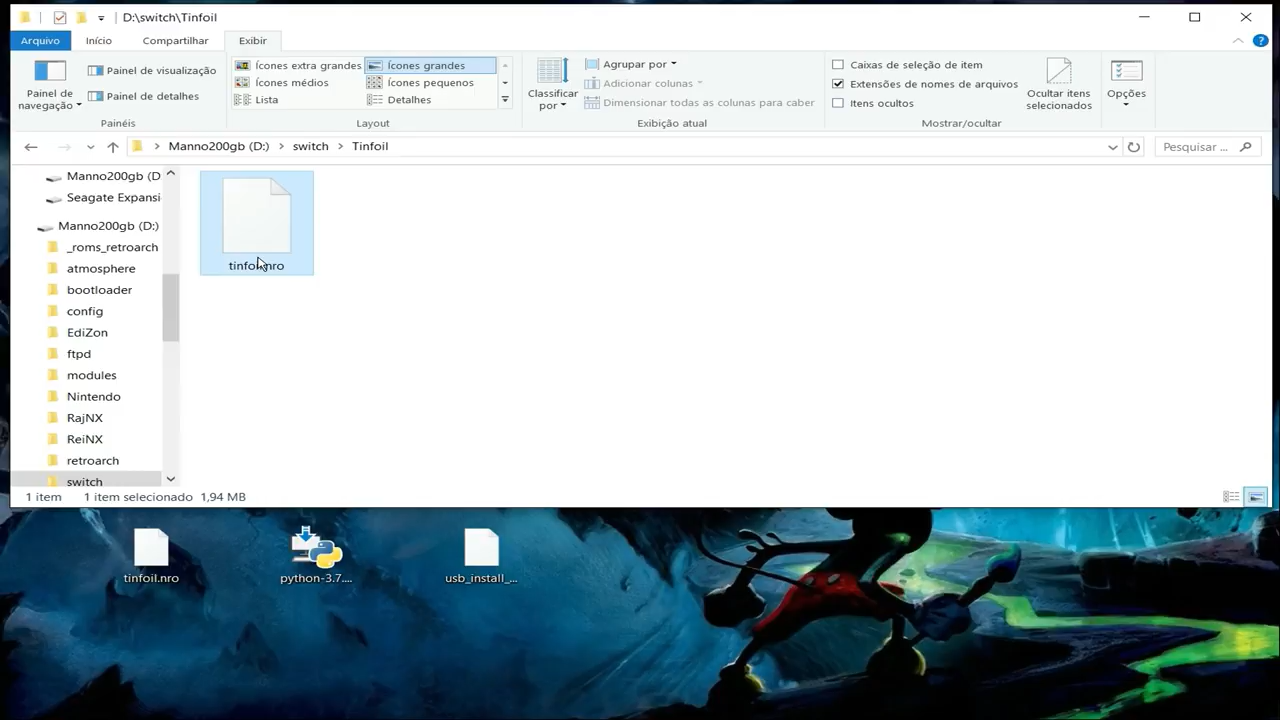 D:\switch\Tinfoil
Arquivo Início Compartilhar Exibir
Painel de navegação
Painel de visualização
Painel de detalhes
Painéis
Ícones extra grandes Ícones grandes
Ícones médios Ícones pequenos
Lista Detalhes
Layout
Classificar por
Agrupar por
Adicionar colunas
Dimensionar todas as colunas para caber
Exibição atual
Caixas de seleção de item
Extensões de nomes de arquivo
Itens ocultos
Ocultar itens selecionados
Mostrar/ocultar
Opções
Manno200gb (D:) switch Tinfoil
Pesquisar ...
Manno200gb (D
Seagate Expansi
Manno200gb (D:)
_roms_retroarch
atmosphere
bootloader
config
EdiZon
ftpd
modules
Nintendo
RajNX
ReiNX
retroarch
switch
tinfoil.nro
1 item 1 item selecionado 1,94 MB
tinfoil.nro
python-3.7....
usb_install_...